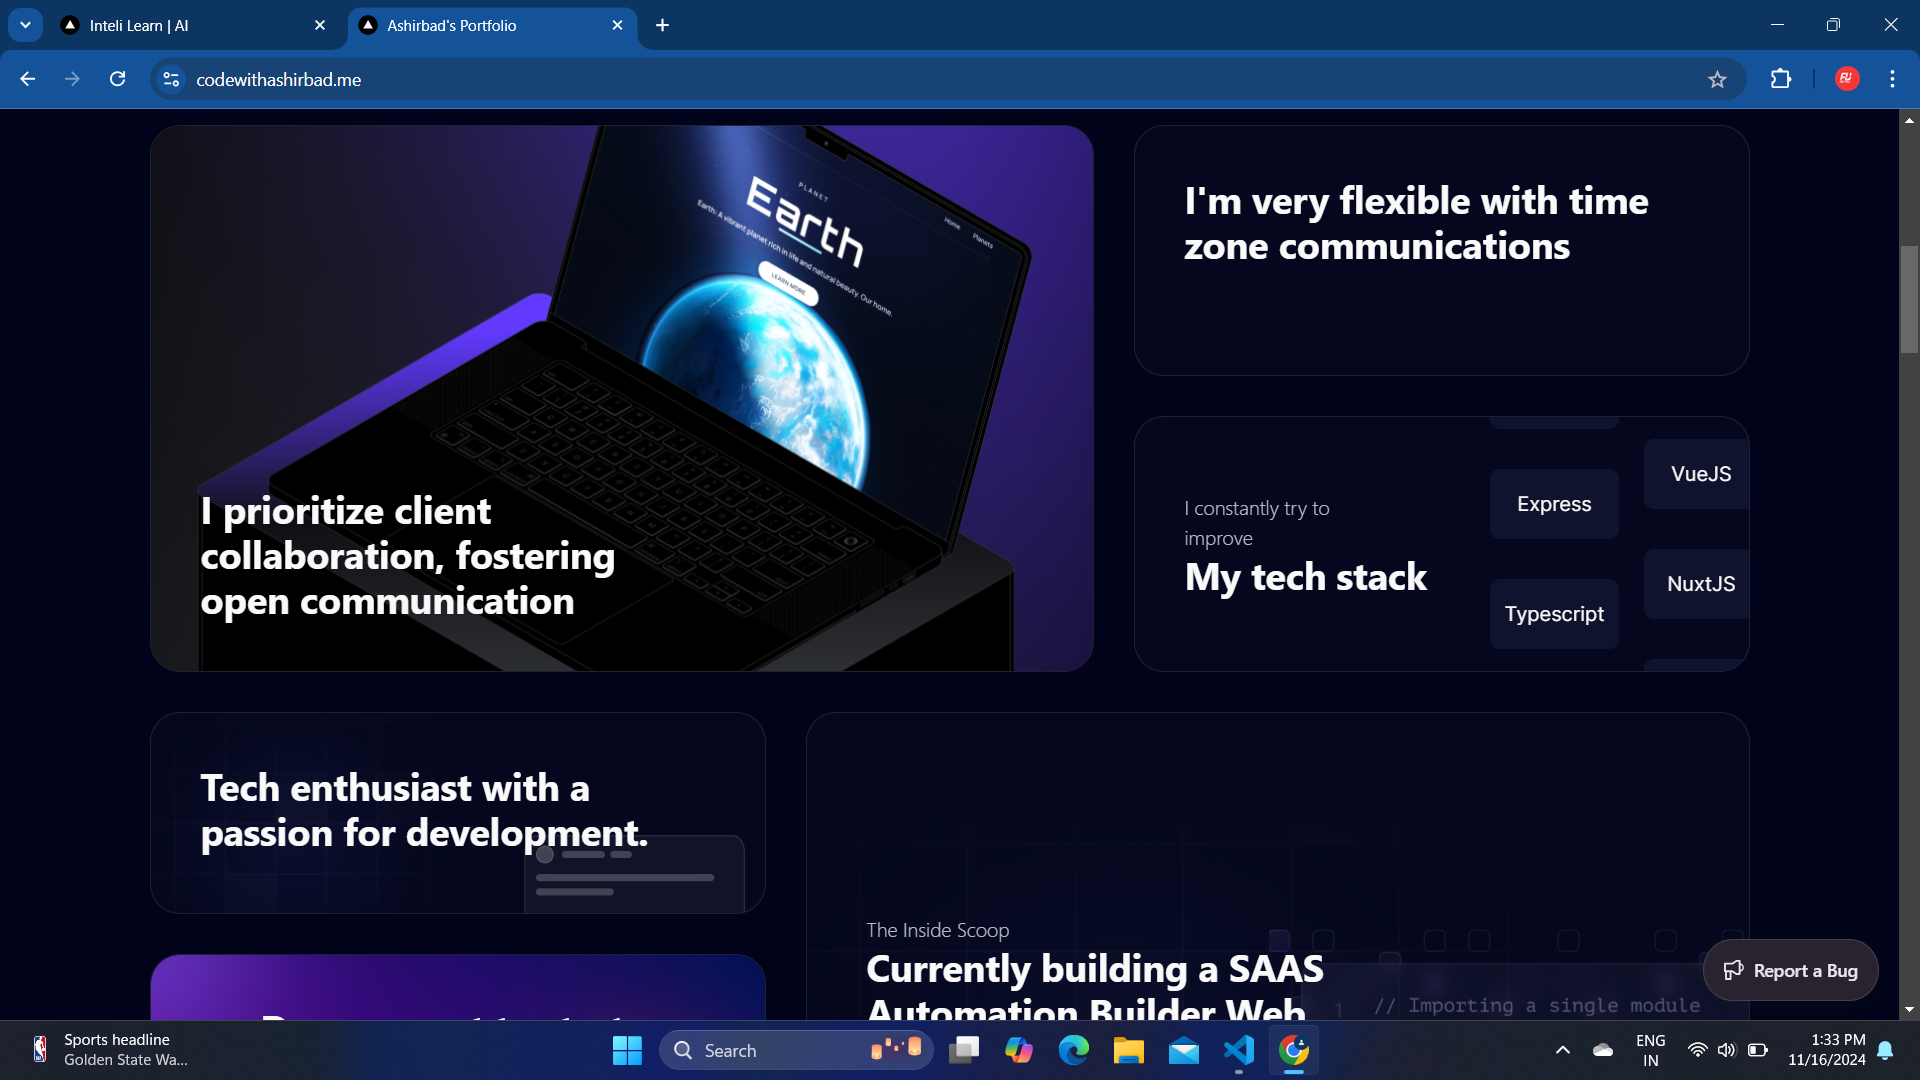 Inteli Learn | AI
Ashirbad's Portfolio
codewithashirbad.me
PLANET
Earth
Earth: A vibrant planet rich in life and natural beauty. Our home.
LEARN MORE
Home
Planets
I prioritize client
collaboration, fostering
open communication
I'm very flexible with time
zone communications
I constantly try to
improve
My tech stack
Express
Typescript
VueJS
NuxtJS
Tech enthusiast with a
passion for development.
The Inside Scoop
Currently building a SAAS
Automation Builder Web
1 // Importing a single module
Report a Bug
Sports headline
Golden State Wa...
Search
ENG
IN
1:33 PM
11/16/2024